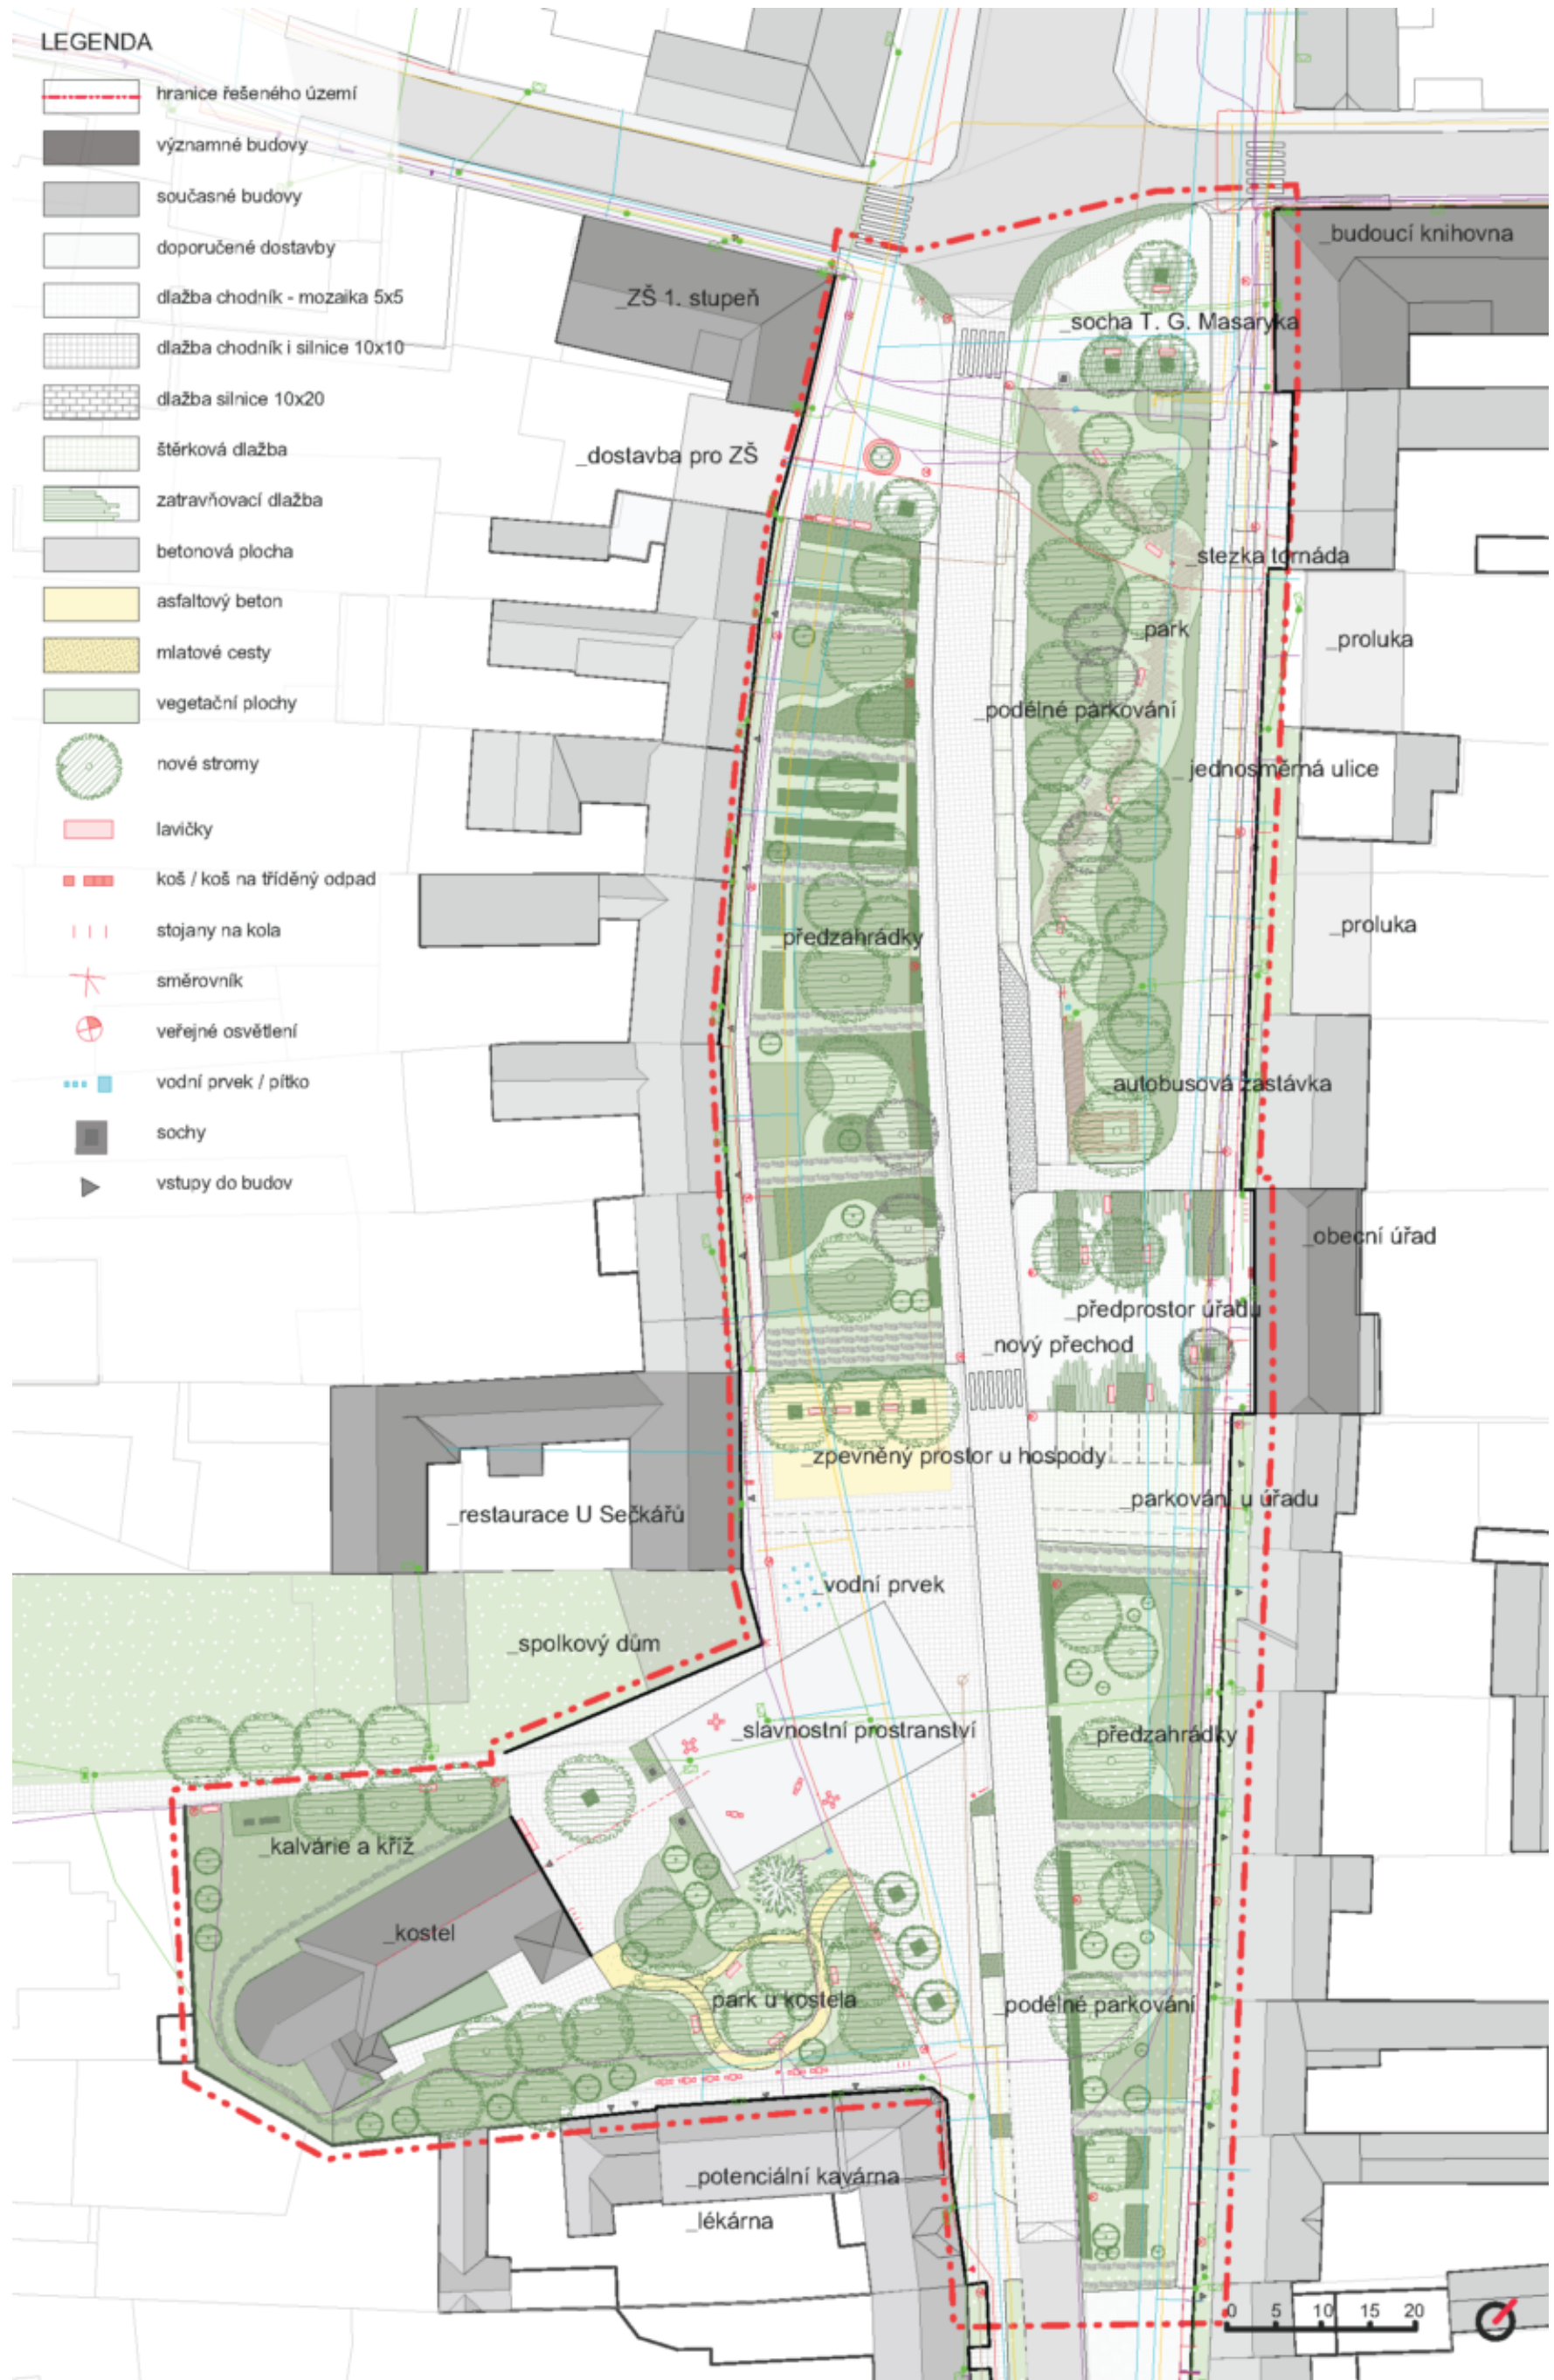 LEGENDA
hranice řešeného území
významné budovy
současné budovy
doporučené dostavby
dlažba chodník - mozaika 5x5
dlažba chodník i silnice 10x10
dlažba silnice 10x20
štěrková dlažba
zatravňovací dlažba
betonová plocha
asfaltový beton
mlatové cesty
vegetační plochy
nové stromy
lavičky
koš / koš na tříděný odpad
stojany na kola
směrovník
veřejné osvětlení
vodní prvek / pítko
sochy
vstupy do budov
_budoucí knihovna
_ZŠ 1. stupeň
_socha T. G. Masaryka
_dostavba pro ZŠ
_stezka tornáda
_park
_proluka
_podélné parkování
_jednosměrná ulice
_proluka
_předzahrádky
autobusová zastávka
_obecní úřad
_předprostor úřadu
_nový přechod
_zpevněný prostor u hospody
_parkování u úřadu
_restaurace U Sečkářů
_vodní prvek
_spolkový dům
_slavnostní prostranství
_předzahrádky
_kalvárie a kříž
_kostel
_park u kostela
_podélné parkování
_potenciální kavárna
_lékárna
0 5 10 15 20